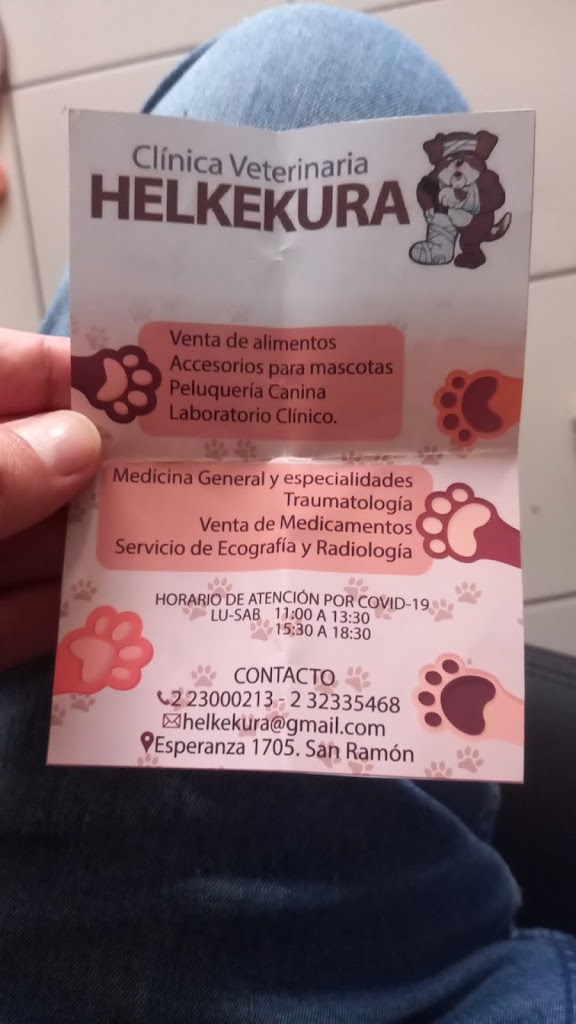 Clínica Veterinaria
HELKEKURA
Venta de alimentos
Accesorios para mascotas
Peluquería Canina
Laboratorio Clínico.
Medicina General y especialidades
Traumatología
Venta de Medicamentos
Servicio de Ecografía y Radiología
HORARIO DE ATENCIÓN POR COVID-19
LU-SAB 11:00 A 13:30
15:30 A 18:30
CONTACTO
2 23000213 - 2 32335468
helkekura@gmail.com
Esperanza 1705. San Ramón